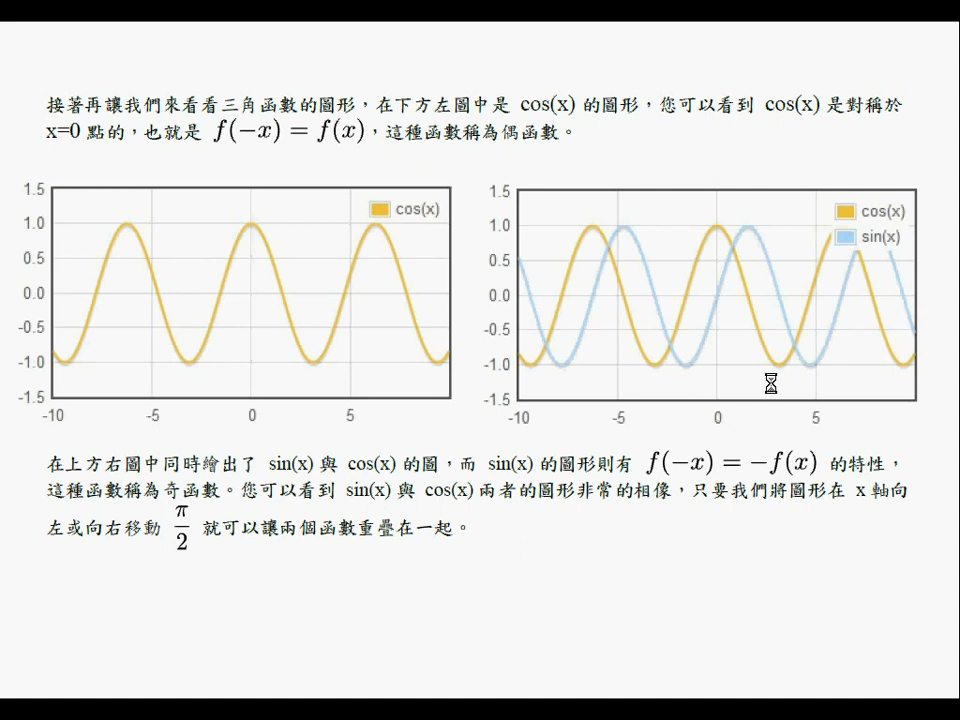 接著再讓我們來看看三角函數的圖形，在下方左圖中是 cos(x) 的圖形，您可以看到 cos(x) 是對稱於
x=0 點的，也就是 f(−x) = f(x)，這種函數稱為偶函數。
1.5
1.0
0.5
0.0
-0.5
-1.0
-1.5
-10
-5
0
5
cos(x)
1.5
1.0
0.5
0.0
-0.5
-1.0
-1.5
-10
-5
0
5
cos(x)
sin(x)
在上方右圖中同時繪出了 sin(x) 與 cos(x) 的圖，而 sin(x) 的圖形則有 f(−x) = −f(x) 的特性，
這種函數稱為奇函數。您可以看到 sin(x) 與 cos(x) 兩者的圖形非常的相像，只要我們將圖形在 x 軸向
左或向右移動 π/2 就可以讓兩個函數重疊在一起。